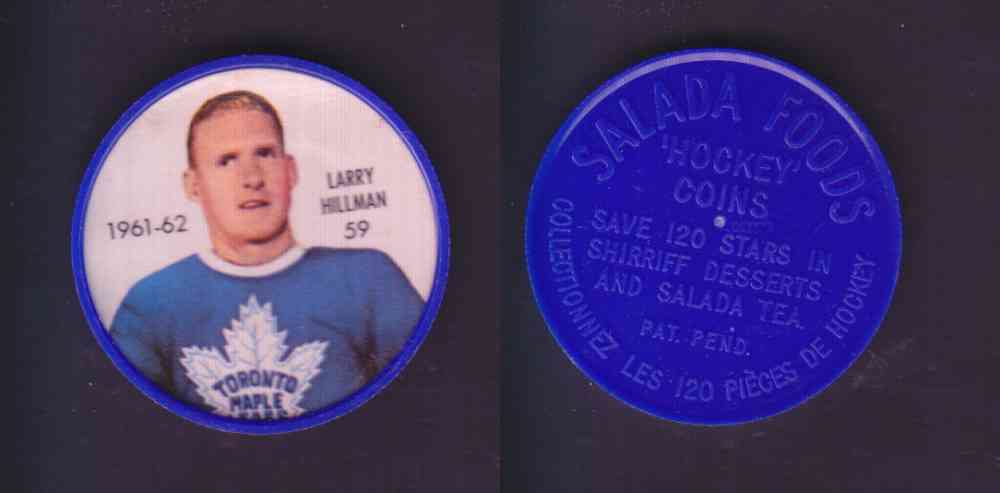 1961-62
LARRY
HILLMAN
59
TORONTO
MAPLE
LEAFS
SALADA FOODS
'HOCKEY'
COINS
SAVE 120 STARS IN
SHIRRIFF DESSERTS
AND SALADA TEA.
PAT. PEND.
COLLECTIONNEZ LES 120 PIÈCES DE HOCKEY